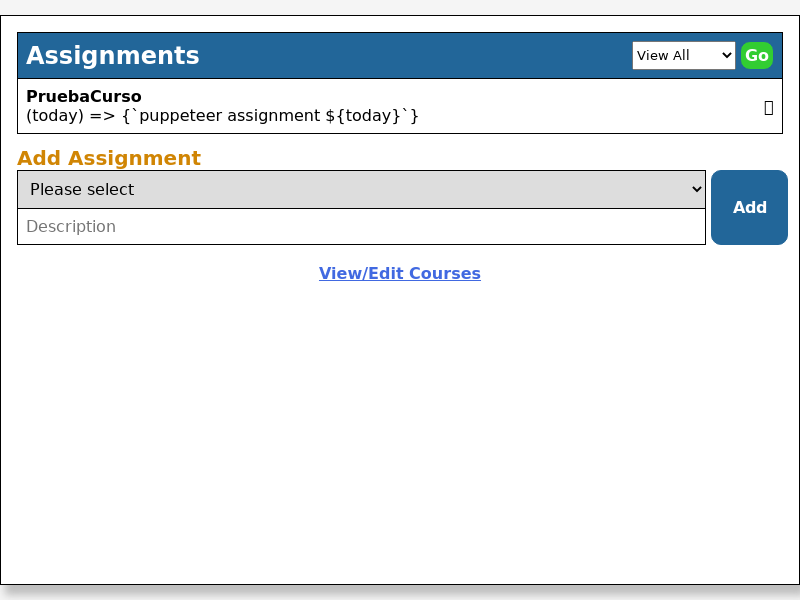 Assignments
View All
Go
PruebaCurso
(today) => {`puppeteer assignment ${today}`}
Add Assignment
Please select
Add
Description
View/Edit Courses